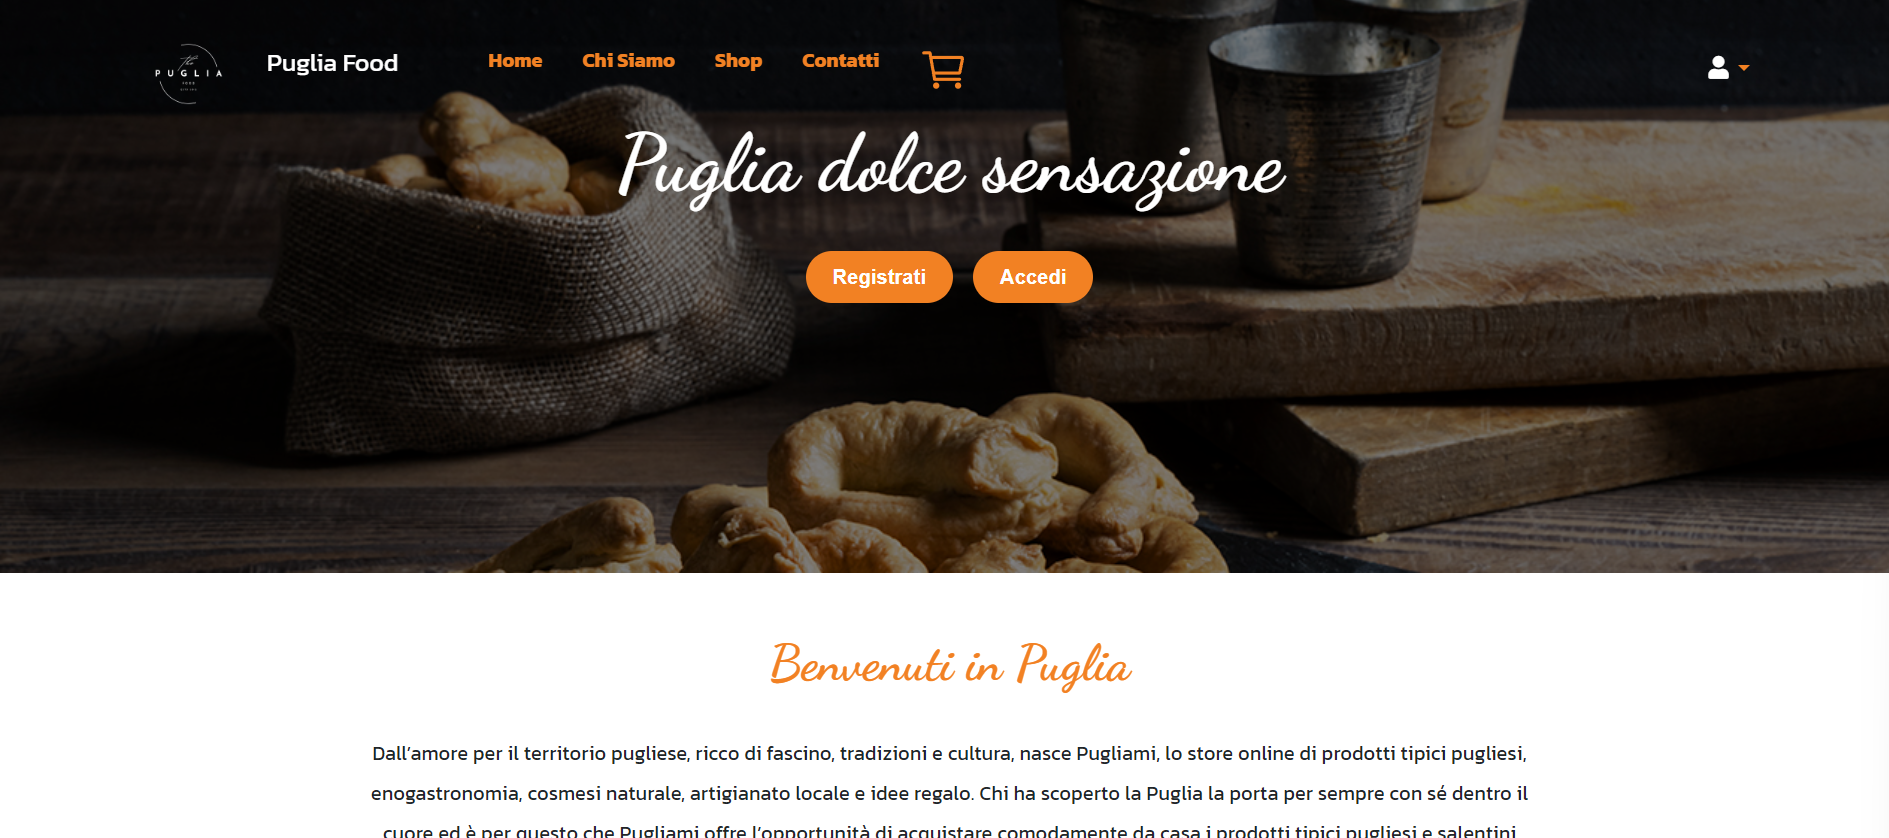 the
PUGLIA
FOOD
Puglia Food
Home
Chi Siamo
Shop
Contatti
Puglia dolce sensazione
Registrati
Accedi
Benvenuti in Puglia
Dall’amore per il territorio pugliese, ricco di fascino, tradizioni e cultura, nasce Pugliami, lo store online di prodotti tipici pugliesi,
enogastronomia, cosmesi naturale, artigianato locale e idee regalo. Chi ha scoperto la Puglia la porta per sempre con sé dentro il
cuore ed è per questo che Pugliami offre l’opportunità di acquistare comodamente da casa i prodotti tipici pugliesi e salentini